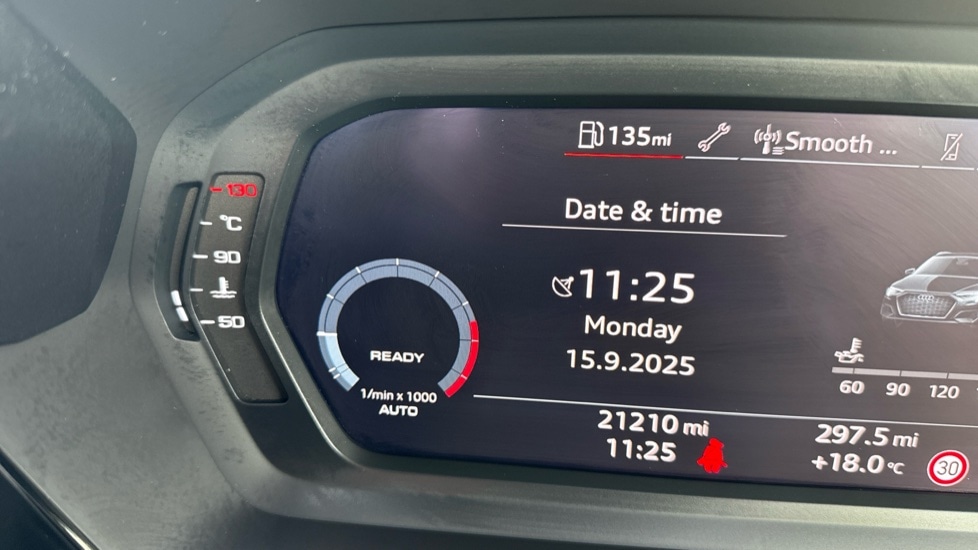 135mi
Smooth ...
130
°C
90
50
Date & time
11:25
Monday
15.9.2025
READY
1/min x 1000
AUTO
60 90 120
21210 mi
11:25
297.5 mi
+18.0 °C
30